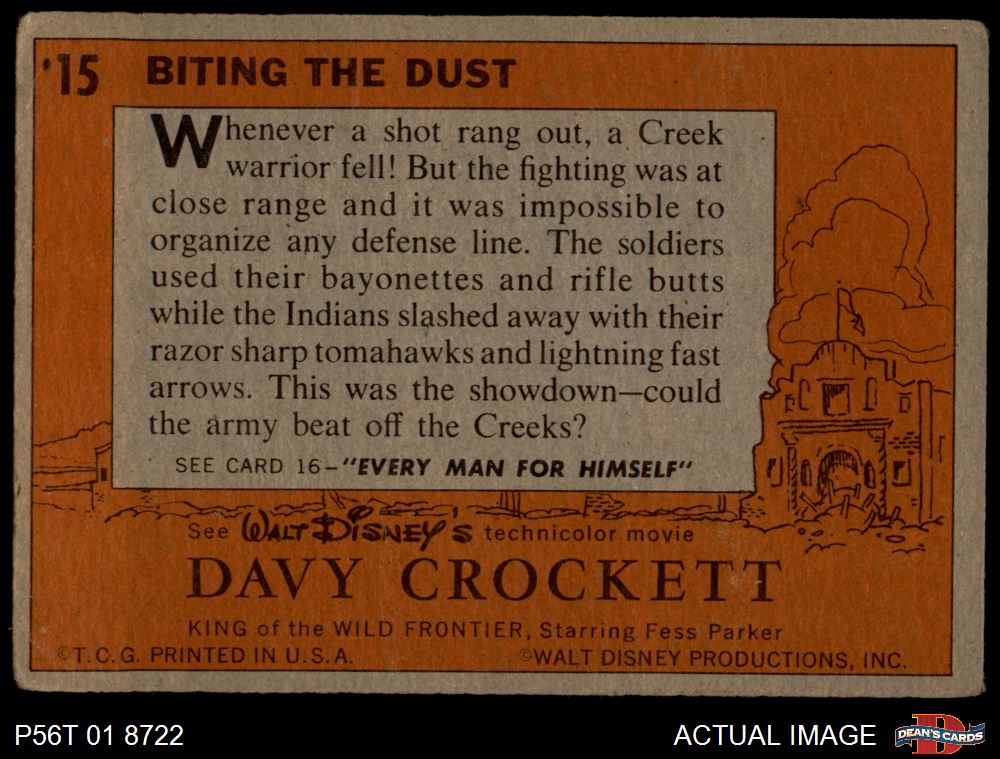 15 BITING THE DUST
Whenever a shot rang out, a Creek
warrior fell! But the fighting was at
close range and it was impossible to
organize any defense line. The soldiers
used their bayonettes and rifle butts
while the Indians slashed away with their
razor sharp tomahawks and lightning fast
arrows. This was the showdown—could
the army beat off the Creeks?
SEE CARD 16-"EVERY MAN FOR HIMSELF"
See WALT DISNEY'S technicolor movie
DAVY CROCKETT
KING of the WILD FRONTIER, Starring Fess Parker
©T.C.G. PRINTED IN U.S.A. ©WALT DISNEY PRODUCTIONS, INC.
P56T 01 8722 ACTUAL IMAGE DEAN'S CARDS